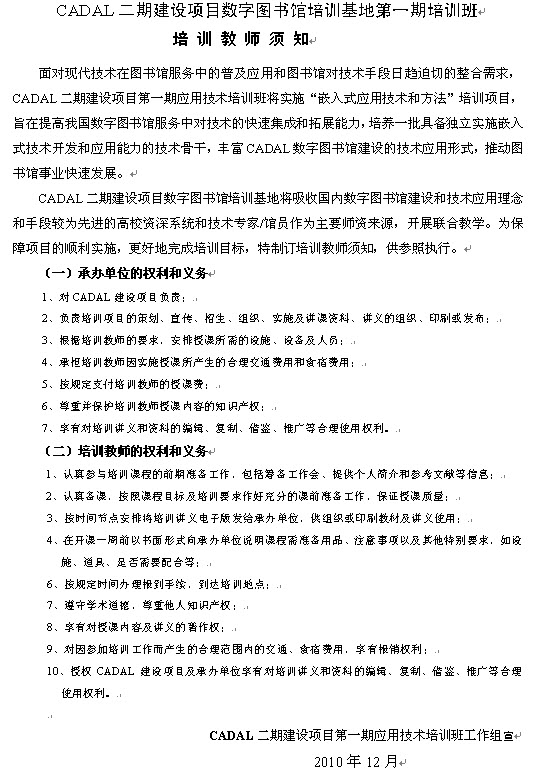 CADAL 二期建设项目数字图书馆培训基地第一期培训班
培 训 教 师 须 知
面对现代技术在图书馆服务中的普及应用和图书馆对技术手段日趋迫切的整合需求，
CADAL 二期建设项目第一期应用技术培训班将实施“嵌入式应用技术和方法”培训项目，
旨在提高我国数字图书馆服务中对技术的快速集成和拓展能力，培养一批具备独立实施嵌入
式技术开发和应用能力的技术骨干，丰富 CADAL 数字图书馆建设的技术应用形式，推动图
书馆事业快速发展。
CADAL 二期建设项目数字图书馆培训基地将吸收国内数字图书馆建设和技术应用理念
和手段较为先进的高校资深系统和技术专家/馆员作为主要师资来源，开展联合教学。为保
障项目的顺利实施，更好地完成培训目标，特制订培训教师须知，供参照执行。
（一）承办单位的权利和义务
1、对 CADAL 建设项目负责；
2、负责培训项目的策划、宣传、招生、组织、实施及讲课资料、讲义的组织、印刷或发布；
3、根据培训教师的要求，安排授课所需的设施、设备及人员；
4、承担培训教师因实施授课所产生的合理交通费用和食宿费用；
5、按规定支付培训教师的授课费；
6、尊重并保护培训教师授课内容的知识产权；
7、享有对培训讲义和资料的编辑、复制、借鉴、推广等合理使用权利。
（二）培训教师的权利和义务
1、认真参与培训课程的前期准备工作，包括筹备工作会、提供个人简介和参考文献等信息；
2、认真备课，按照课程目标及培训要求作好充分的课前准备工作，保证授课质量；
3、按时间节点安排将培训讲义电子版发给承办单位，供组织或印刷教材及讲义使用；
4、在开课一周前以书面形式向承办单位说明课程需准备用品、注意事项以及其他特别要求，如设
施、道具、是否需要配合等；
6、按规定时间办理报到手续，到达培训地点；
7、遵守学术道德，尊重他人知识产权；
8、享有对授课内容及讲义的著作权；
9、对因参加培训工作而产生的合理范围内的交通、食宿费用，享有报销权利；
10、授权 CADAL 建设项目及承办单位享有对培训讲义和资料的编辑、复制、借鉴、推广等合理
使用权利。
CADAL 二期建设项目第一期应用技术培训班工作组宣
2010 年 12 月